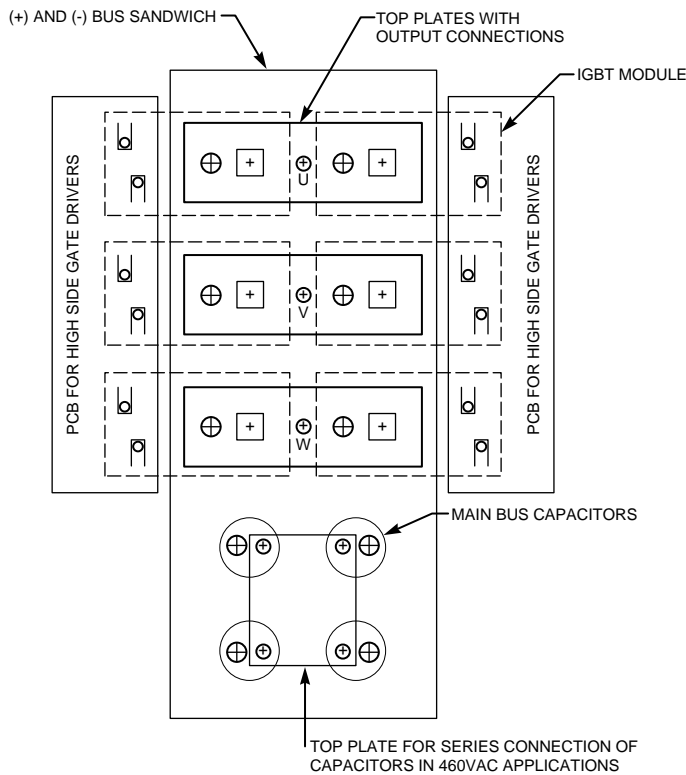 (+) AND (-) BUS SANDWICH
TOP PLATES WITH
OUTPUT CONNECTIONS
IGBT MODULE
PCB FOR HIGH SIDE GATE DRIVERS
U
V
W
PCB FOR HIGH SIDE GATE DRIVERS
MAIN BUS CAPACITORS
TOP PLATE FOR SERIES CONNECTION OF
CAPACITORS IN 460VAC APPLICATIONS